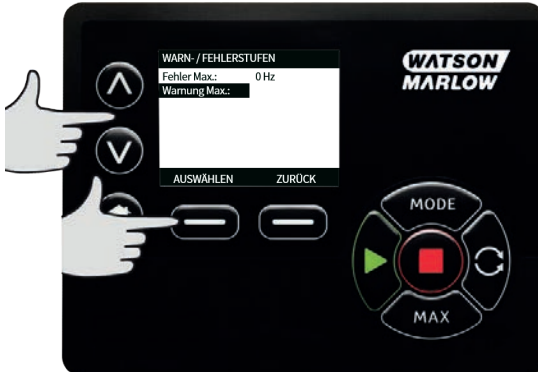 WARN- / FEHLERSTUFEN
Fehler Max.: 0 Hz
Warnung Max.:
AUSWÄHLEN ZURÜCK
WATSON
MARLOW
MODE
MAX